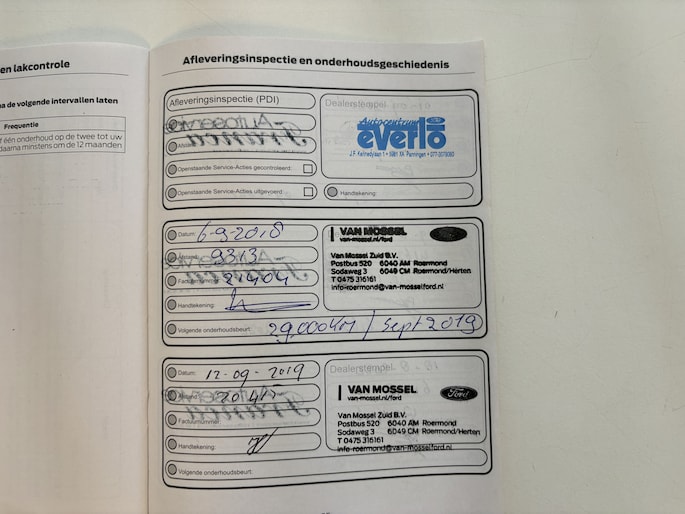 en lakcontrole
na de volgende intervallen laten
Frequentie
f één onderhoud op de twee tot uw
daarna minstens om de 12 maanden
Afleveringsinspectie en onderhoudsgeschiedenis
Afleveringsinspectie (PDI)
Dealerstempel
Autocentrum
everlo
Openstaande Service-Acties gecontroleerd:
Openstaande Service-Acties uitgevoerd:
Handtekening:
Datum: 6-9-2018
9313
Factuurnummer: 21404
Handtekening:
Volgende onderhoudsbeurt: 29.000 km / Sept 2019
VAN MOSSEL
van-mossel.nl/ford
Van Mossel Zuid B.V.
Postbus 520 6040 AM Roermond
Sodaweg 3 6049 CM Roermond/Herten
T 0475 316161
info-roermond@van-mosselford.nl
Datum: 12-09-2019
Factuurnummer:
Handtekening:
Volgende onderhoudsbeurt:
Dealerstempel
VAN MOSSEL
van-mossel.nl/ford
Ford
Van Mossel Zuid B.V.
Postbus 520 6040 AM Roermond
Sodaweg 3 6049 CM Roermond/Herten
T 0475 316161
info-roermond@van-mosselford.nl